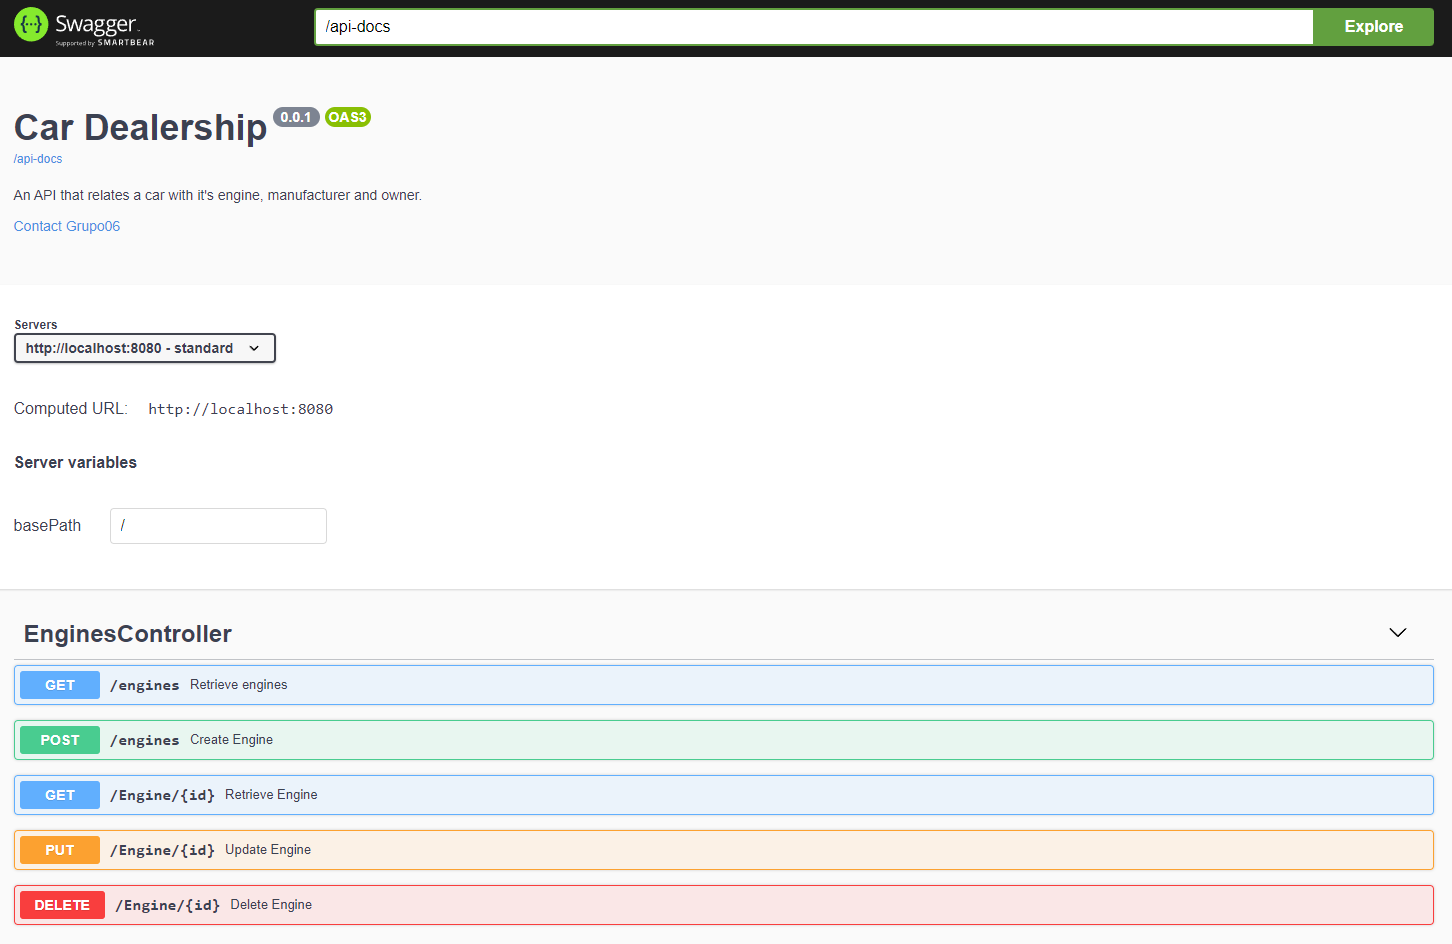 Swagger
Supported by SMARTBEAR
/api-docs
Explore
Car Dealership 0.0.1 OAS3
/api-docs
An API that relates a car with it's engine, manufacturer and owner.
Contact Grupo06
Servers
http://localhost:8080 - standard
Computed URL: http://localhost:8080
Server variables
basePath /
EnginesController
GET /engines Retrieve engines
POST /engines Create Engine
GET /Engine/{id} Retrieve Engine
PUT /Engine/{id} Update Engine
DELETE /Engine/{id} Delete Engine